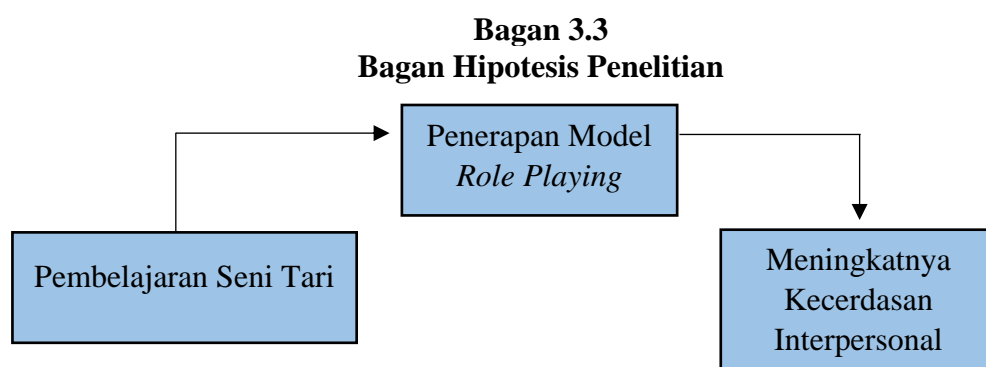 Bagan 3.3
Bagan Hipotesis Penelitian
Penerapan Model
Role Playing
Pembelajaran Seni Tari
Meningkatnya
Kecerdasan
Interpersonal